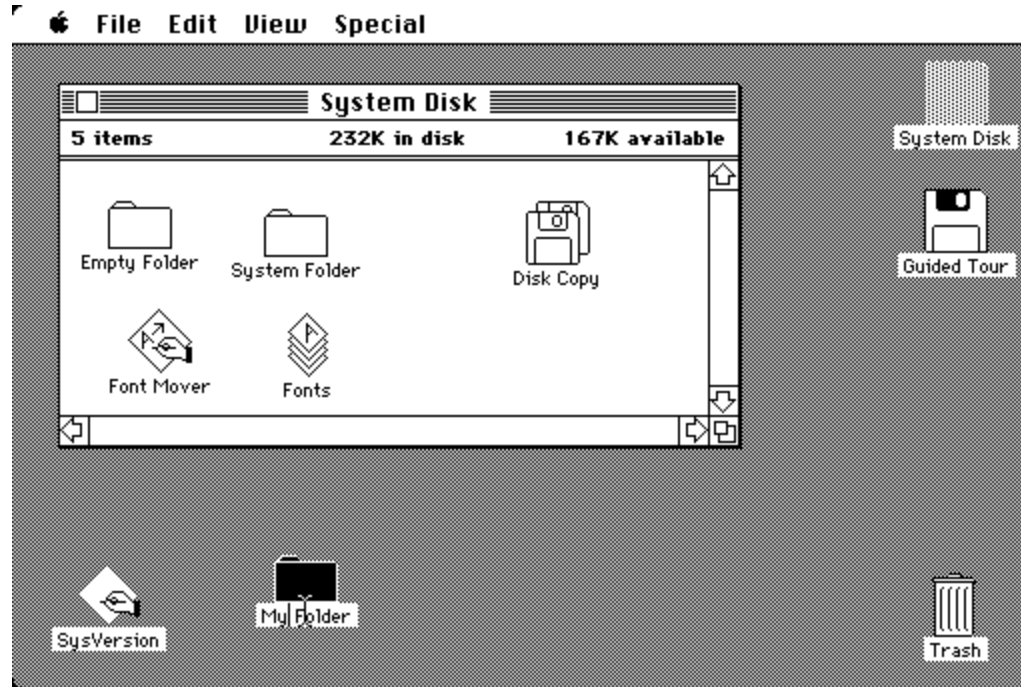 File Edit View Special
System Disk
5 items 232K in disk 167K available
Empty Folder
System Folder
Disk Copy
Font Mover
Fonts
System Disk
Guided Tour
SysVersion
My Folder
Trash